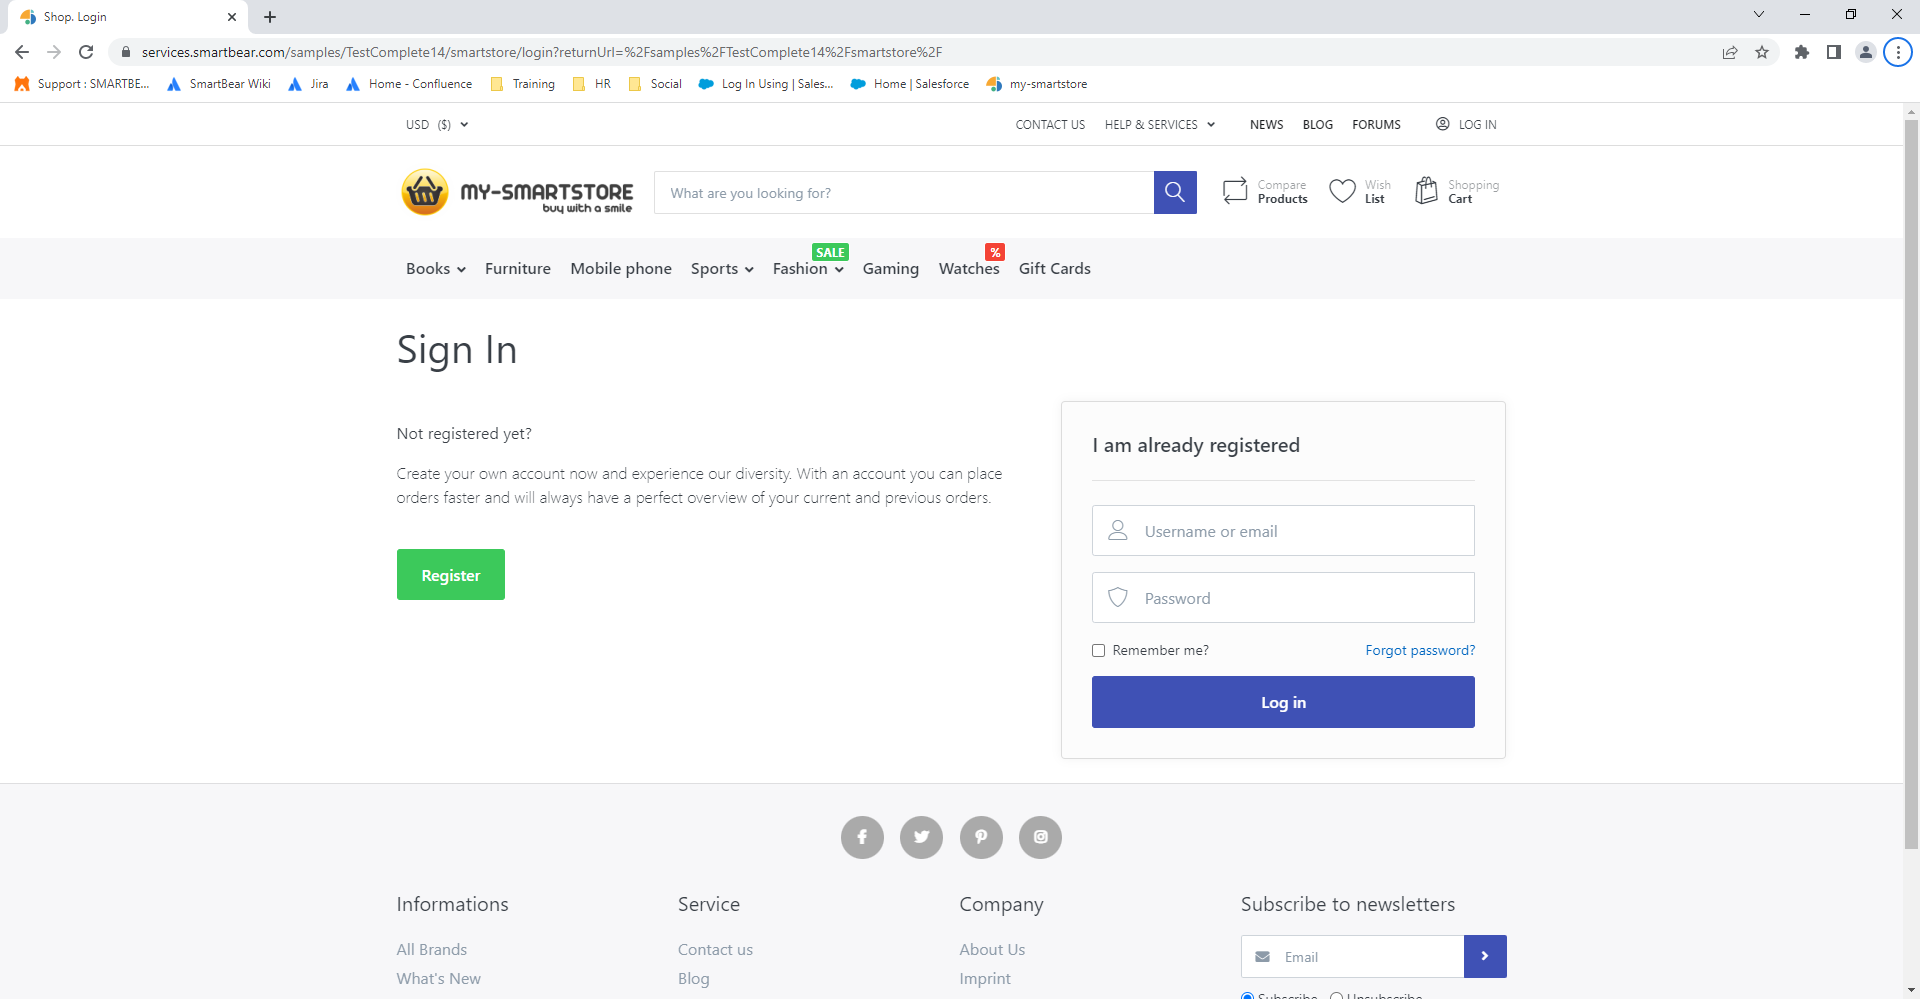 Shop. Login
services.smartbear.com/samples/TestComplete14/smartstore/login?returnUrl=%2Fsamples%2FTestComplete14%2Fsmartstore%2F
Support : SMARTBE... SmartBear Wiki Jira Home - Confluence Training HR Social Log In Using | Sales... Home | Salesforce my-smartstore
USD ($) CONTACT US HELP & SERVICES NEWS BLOG FORUMS LOG IN
MY-SMARTSTORE
buy with a smile
What are you looking for?
Compare
Products
Wish
List
Shopping
Cart
SALE %
Books Furniture Mobile phone Sports Fashion Gaming Watches Gift Cards
Sign In
Not registered yet?
Create your own account now and experience our diversity. With an account you can place
orders faster and will always have a perfect overview of your current and previous orders.
Register
I am already registered
Username or email
Password
Remember me? Forgot password?
Log in
Informations
All Brands
What's New
Service
Contact us
Blog
Company
About Us
Imprint
Subscribe to newsletters
Email
Subscribe Unsubscribe